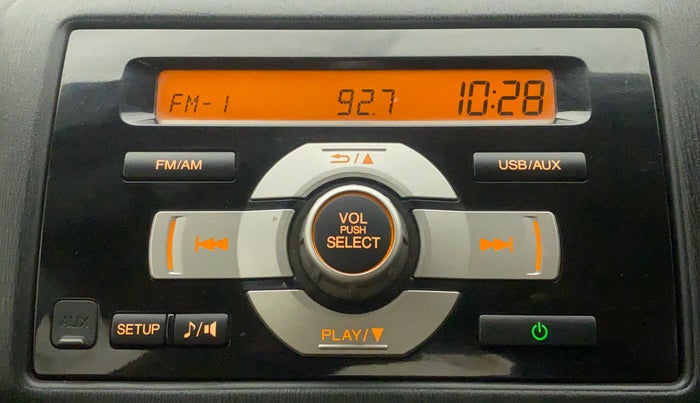 FM-1 92.7 10:28
FM/AM
USB/AUX
VOL
PUSH
SELECT
AUX
SETUP
PLAY/